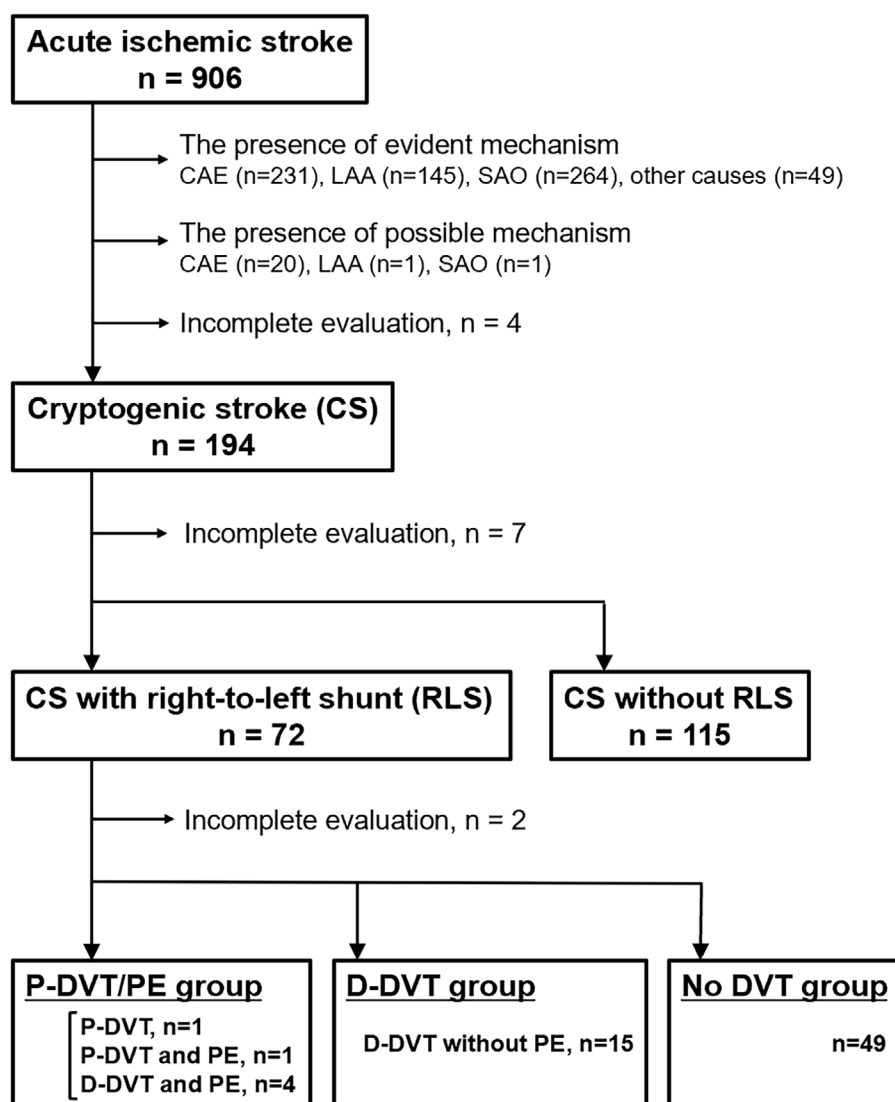 Acute ischemic stroke
n = 906
The presence of evident mechanism
CAE (n=231), LAA (n=145), SAO (n=264), other causes (n=49)
The presence of possible mechanism
CAE (n=20), LAA (n=1), SAO (n=1)
Incomplete evaluation, n = 4
Cryptogenic stroke (CS)
n = 194
Incomplete evaluation, n = 7
CS with right-to-left shunt (RLS)
n = 72
CS without RLS
n = 115
Incomplete evaluation, n = 2
P-DVT/PE group
P-DVT, n=1
P-DVT and PE, n=1
D-DVT and PE, n=4
D-DVT group
D-DVT without PE, n=15
No DVT group
n=49